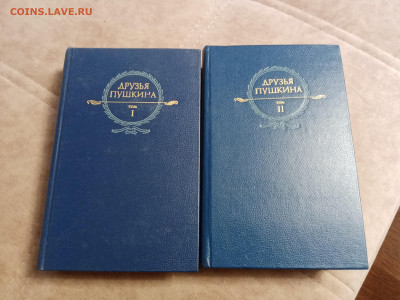 COINS.LAVE.RU
ДРУЗЬЯ
ПУШКИНА
ТОМ
I
ДРУЗЬЯ
ПУШКИНА
ТОМ
II